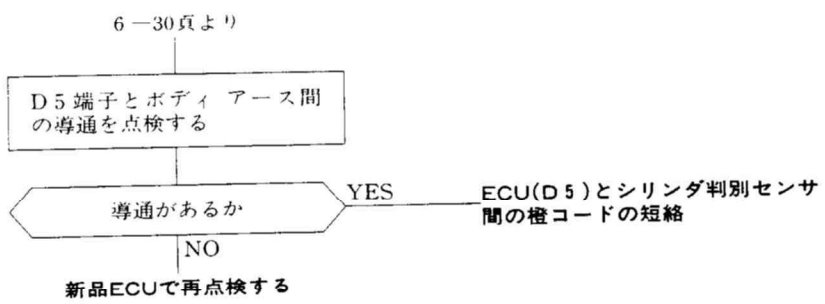 6－30頁より
D5端子とボディ アース間
の導通を点検する
導通があるか
YES
ECU(D5)とシリンダ判別センサ
間の橙コードの短絡
NO
新品ECUで再点検する